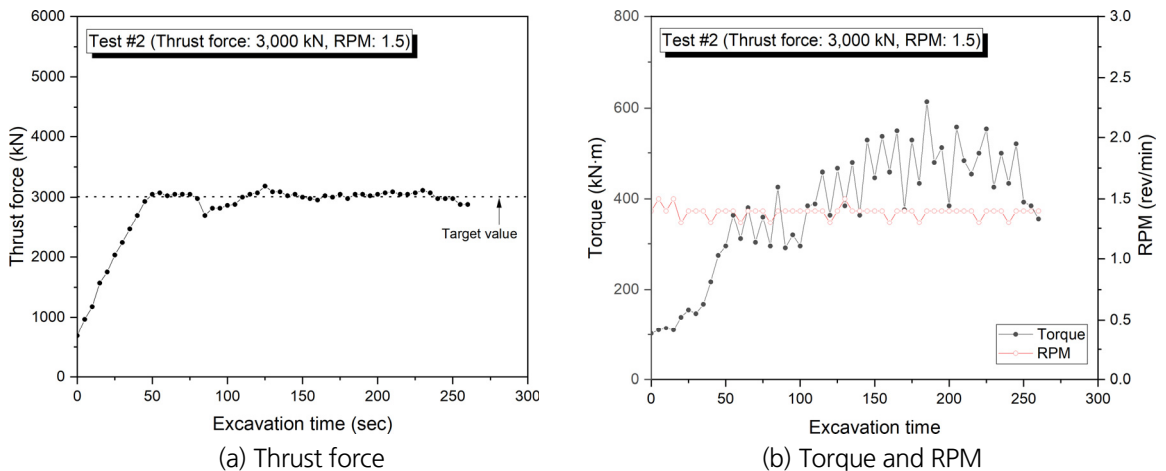 6000
5000
4000
3000
2000
1000
0
Thrust force (kN)
Test #2 (Thrust force: 3,000 kN, RPM: 1.5)
Target value
0 50 100 150 200 250 300
Excavation time (sec)
(a) Thrust force
800
600
400
200
0
Torque (kN·m)
Test #2 (Thrust force: 3,000 kN, RPM: 1.5)
Torque
RPM
3.0
2.5
2.0
1.5
1.0
0.5
0.0
RPM (rev/min)
0 50 100 150 200 250 300
Excavation time
(b) Torque and RPM